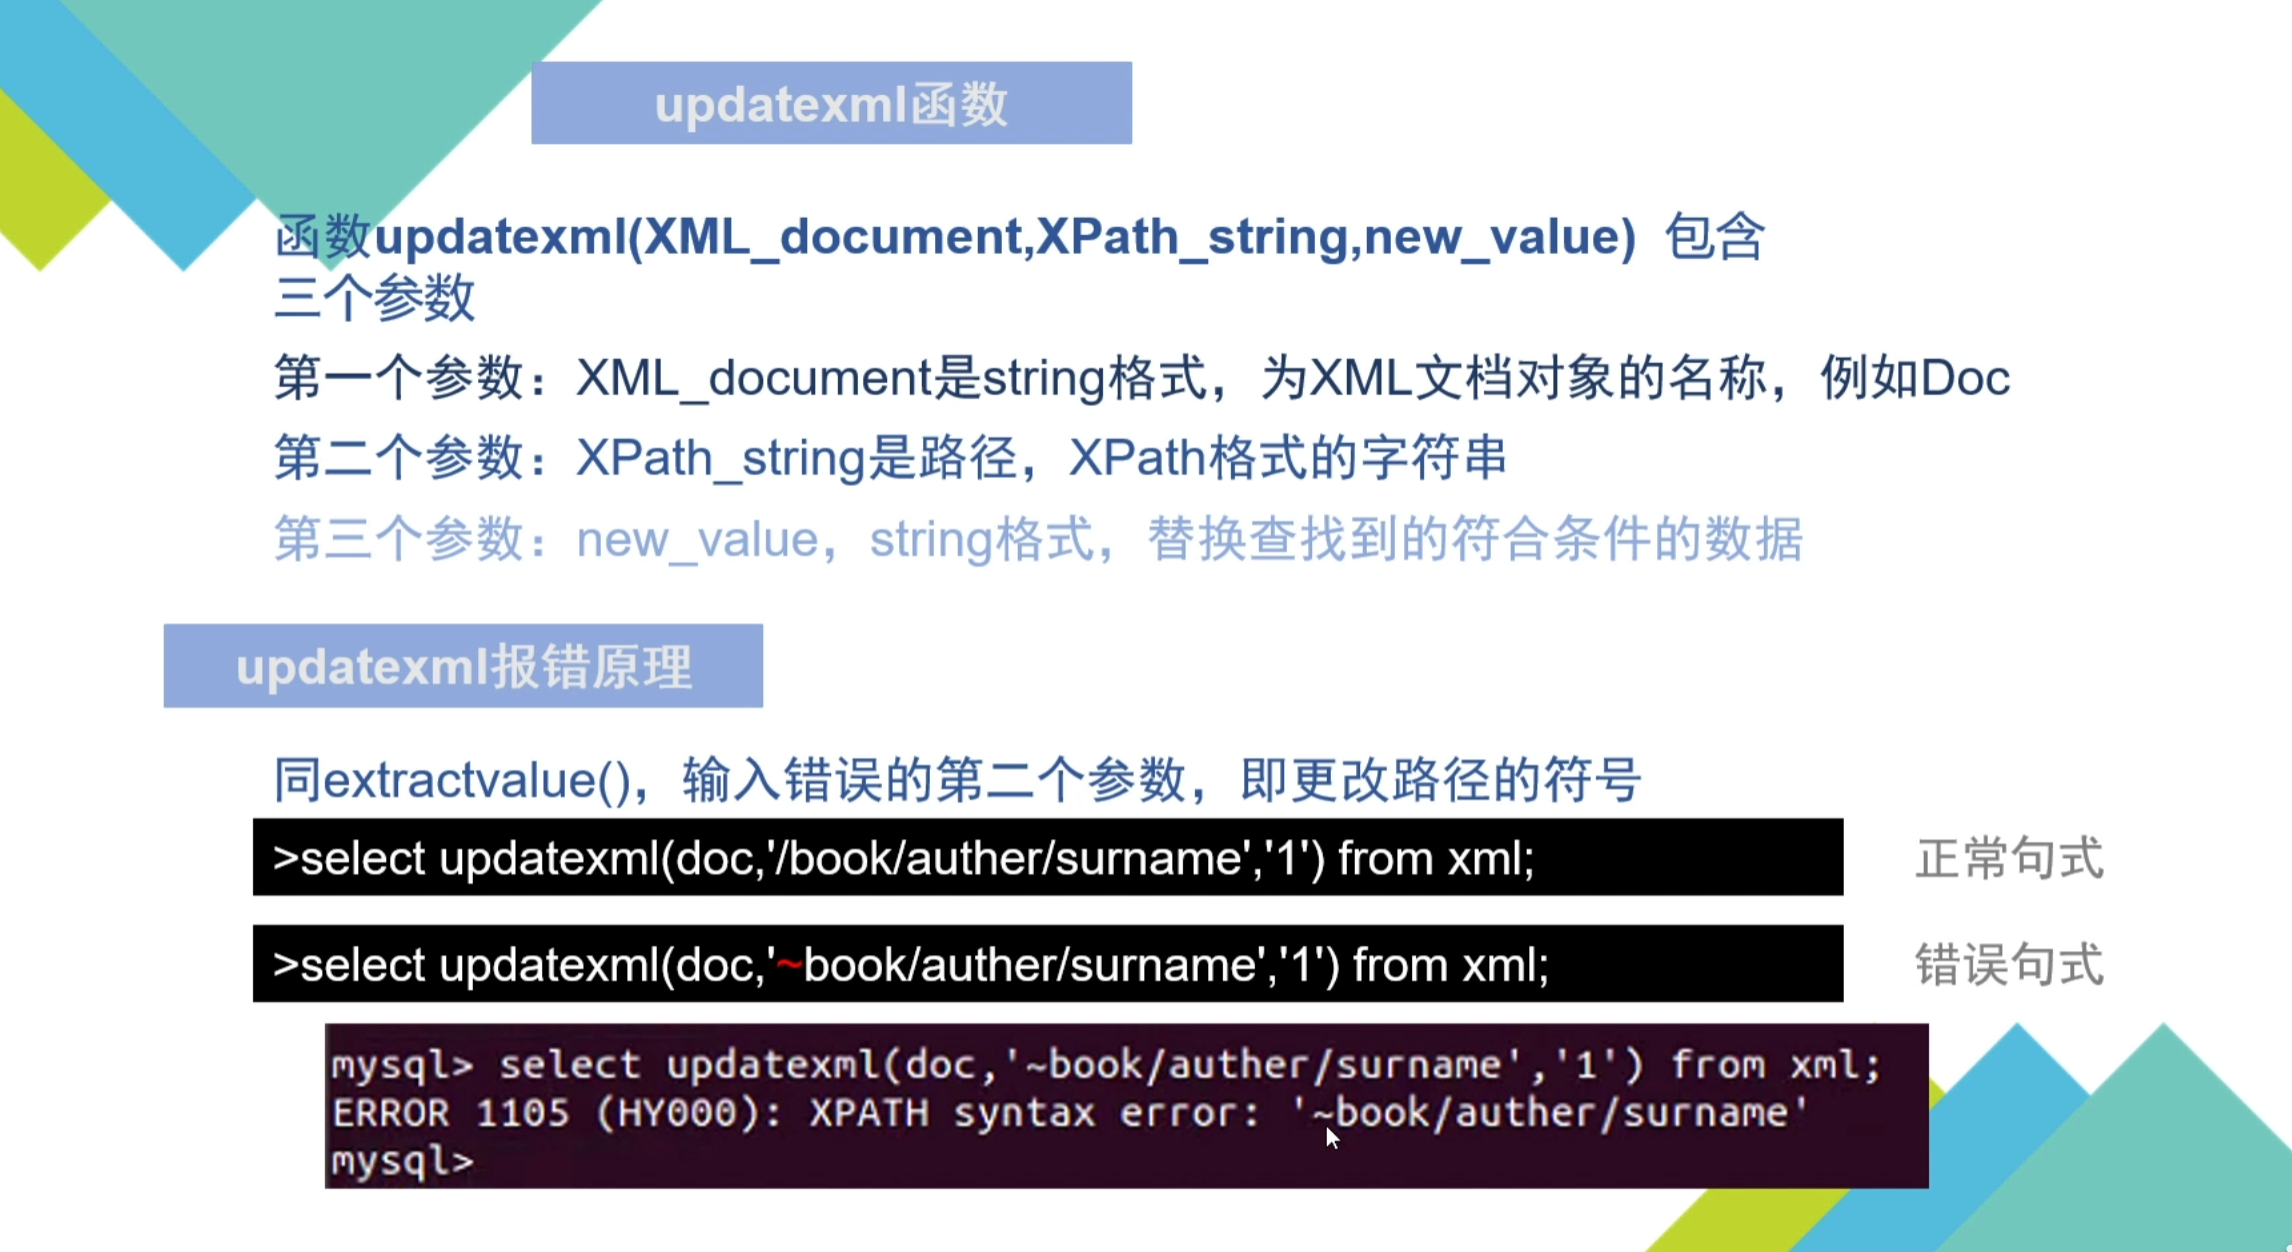 updatexml函数
函数updatexml(XML_document,XPath_string,new_value) 包含
三个参数
第一个参数：XML_document是string格式，为XML文档对象的名称，例如Doc
第二个参数：XPath_string是路径，XPath格式的字符串
第三个参数：new_value，string格式，替换查找到的符合条件的数据
updatexml报错原理
同extractvalue()，输入错误的第二个参数，即更改路径的符号
>select updatexml(doc,'/book/auther/surname','1') from xml;
正常句式
>select updatexml(doc,'~book/auther/surname','1') from xml;
错误句式
mysql> select updatexml(doc,'~book/auther/surname','1') from xml;
ERROR 1105 (HY000): XPATH syntax error: '~book/auther/surname'
mysql>